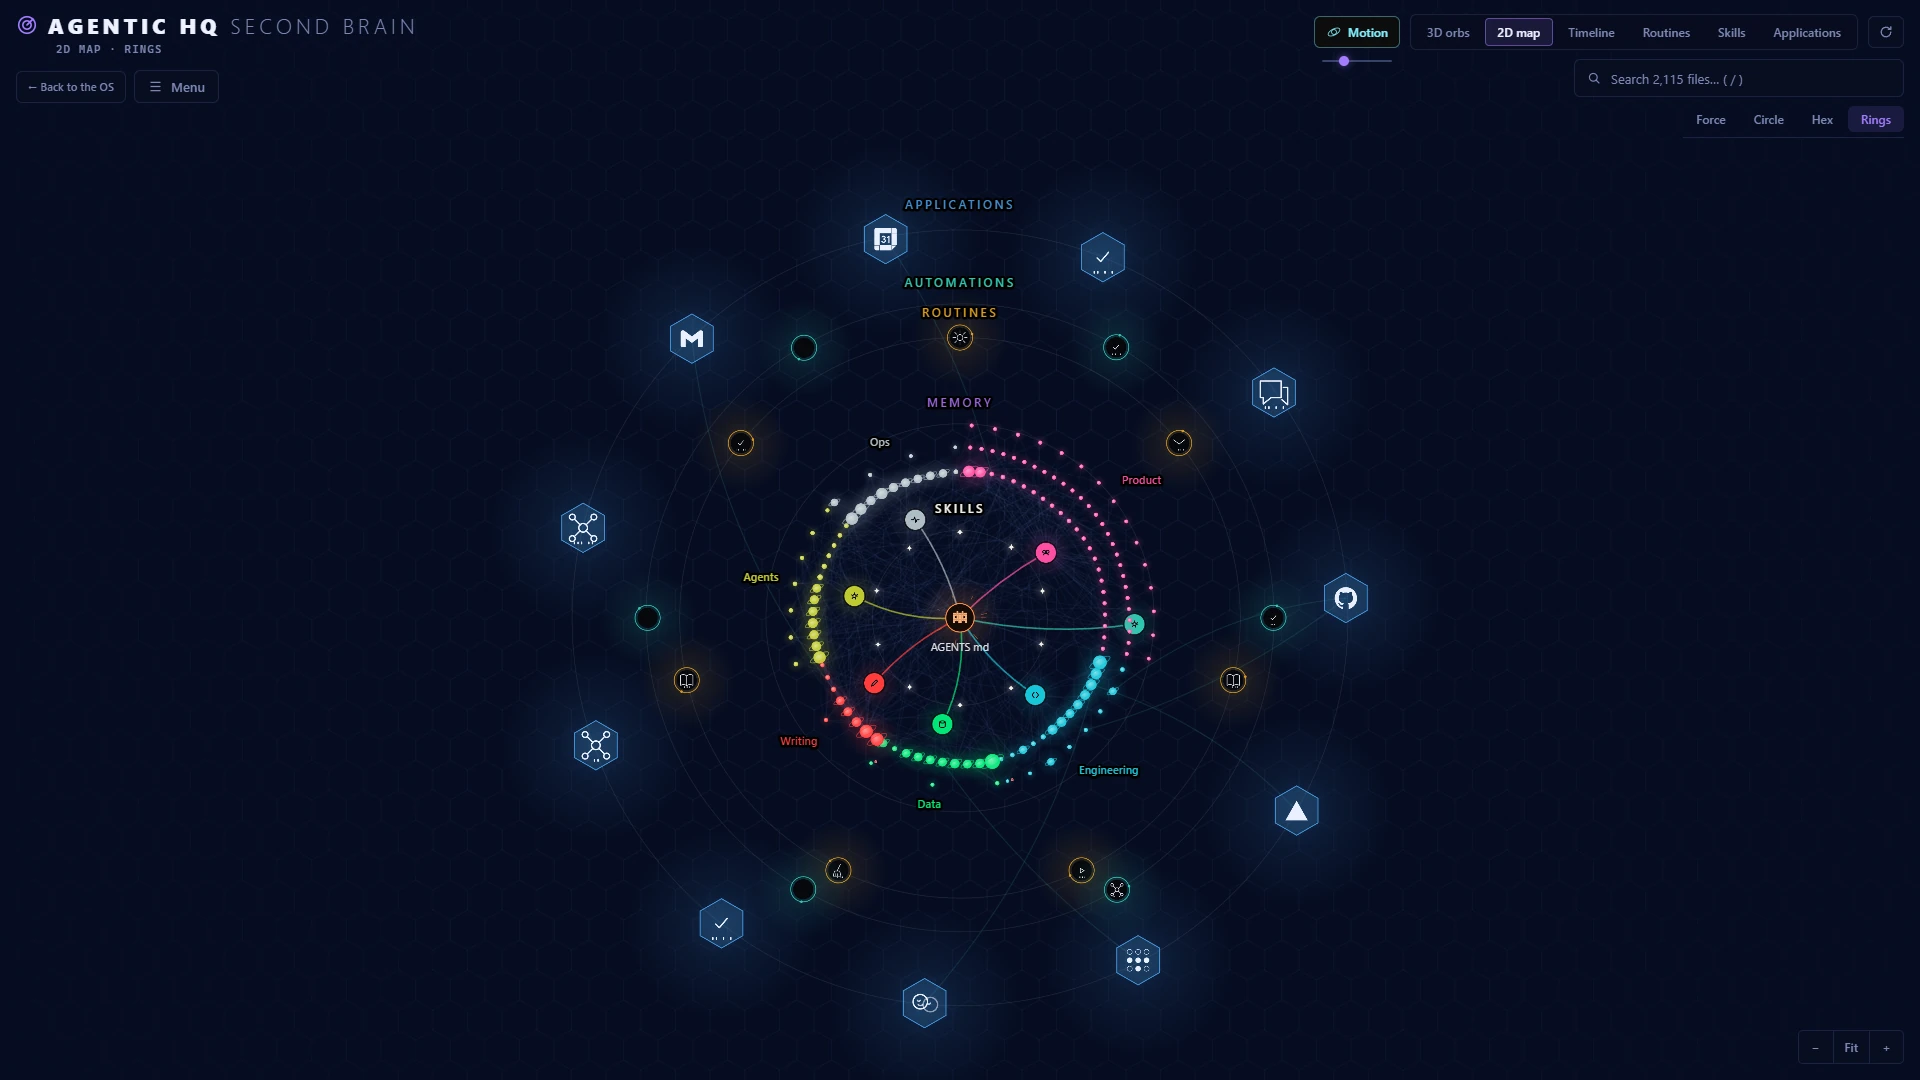 AGENTIC HQ SECOND BRAIN
2D MAP · RINGS
← Back to the OS
☰ Menu
Motion
3D orbs
2D map
Timeline
Routines
Skills
Applications
Search 2,115 files... ( / )
Force
Circle
Hex
Rings
APPLICATIONS
31
AUTOMATIONS
ROUTINES
MEMORY
Ops
Product
SKILLS
Agents
AGENTS md
Writing
Engineering
Data
− Fit +